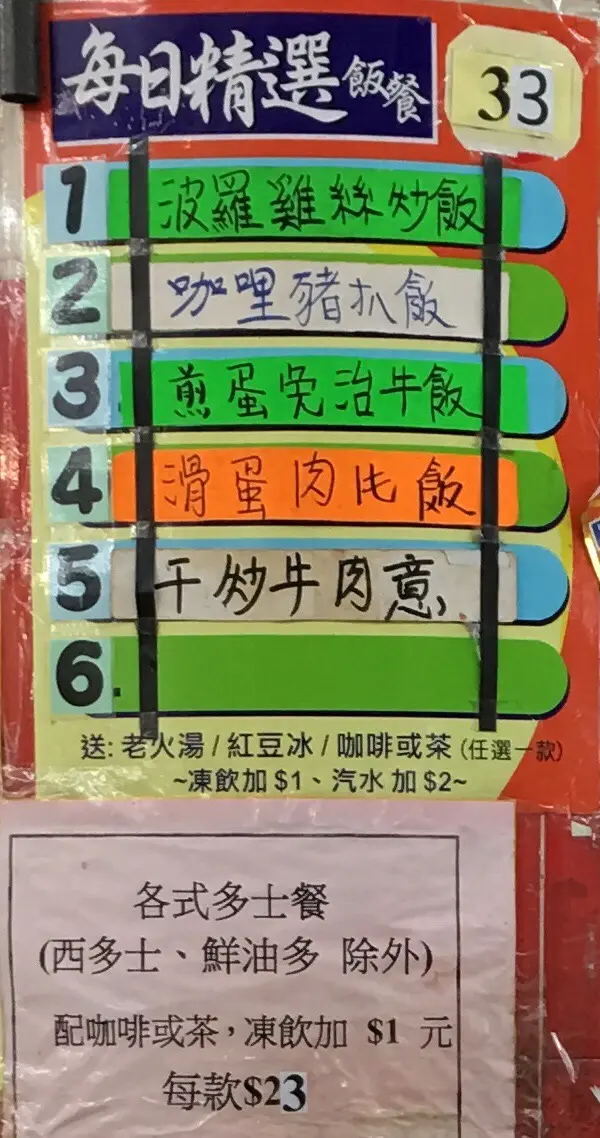 每日精選飯餐 33
1 波羅雞絲炒飯
2 咖哩豬扒飯
3 煎蛋免治牛飯
4 滑蛋肉片飯
5 干炒牛肉意
6
送: 老火湯 / 紅豆冰 / 咖啡或茶 (任選一款)
~凍飲加 $1、汽水 加 $2~
各式多士餐
(西多士、鮮油多 除外)
配咖啡或茶,凍飲加 $1 元
每款$23